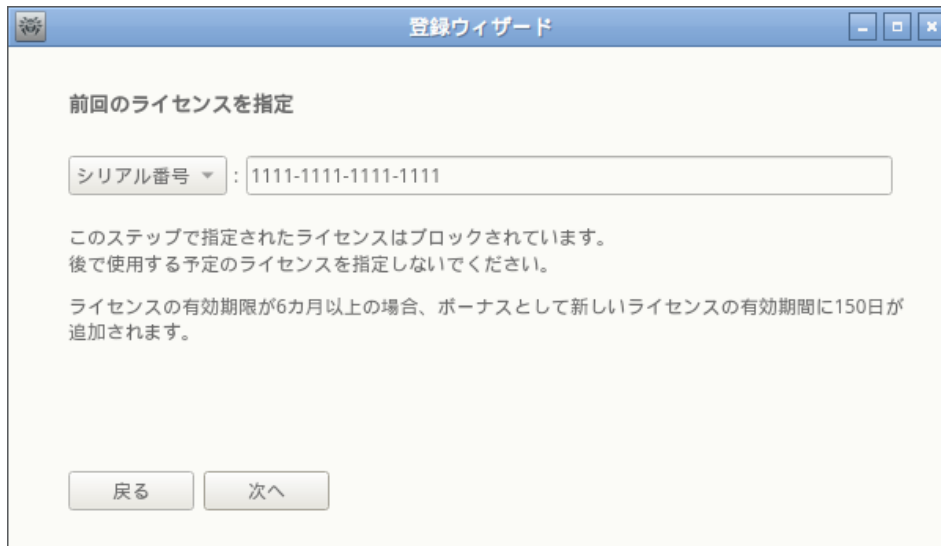 登録ウィザード
前回のライセンスを指定
シリアル番号 : 1111-1111-1111-1111
このステップで指定されたライセンスはブロックされています。
後で使用する予定のライセンスを指定しないでください。
ライセンスの有効期限が6カ月以上の場合、ボーナスとして新しいライセンスの有効期間に150日が
追加されます。
戻る 次へ